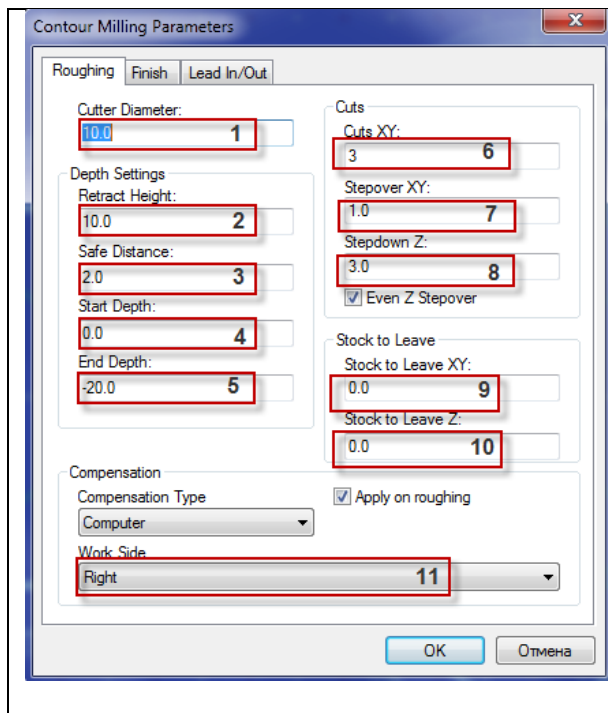 Contour Milling Parameters
x
Roughing Finish Lead In/Out
Cutter Diameter:
10.0 1
Depth Settings
Retract Height:
10.0 2
Safe Distance:
2.0 3
Start Depth:
0.0 4
End Depth:
-20.0 5
Cuts
Cuts XY:
3 6
Stepover XY:
1.0 7
Stepdown Z:
3.0 8
Even Z Stepover
Stock to Leave
Stock to Leave XY:
0.0 9
Stock to Leave Z:
0.0 10
Compensation
Compensation Type
Computer
Apply on roughing
Work Side
Right 11
OK Отмена